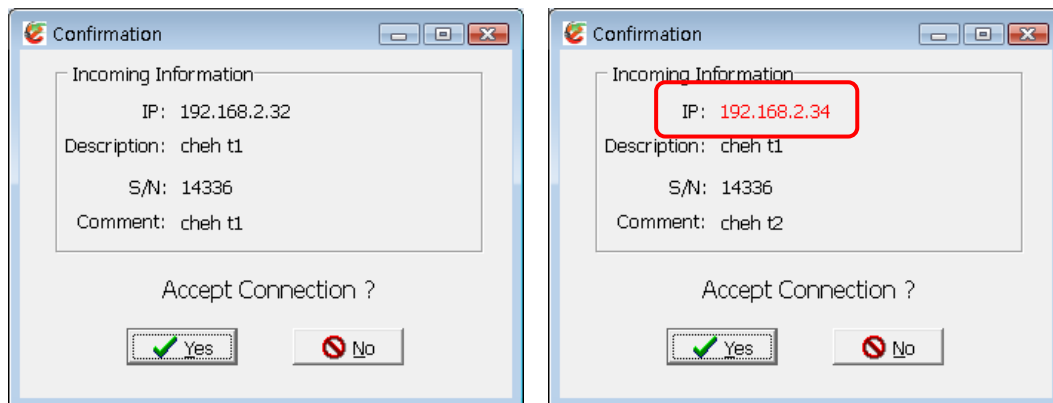 Confirmation
Incoming Information
IP: 192.168.2.32
Description: cheh t1
S/N: 14336
Comment: cheh t1
Accept Connection ?
Yes
No
Confirmation
Incoming Information
IP: 192.168.2.34
Description: cheh t1
S/N: 14336
Comment: cheh t2
Accept Connection ?
Yes
No